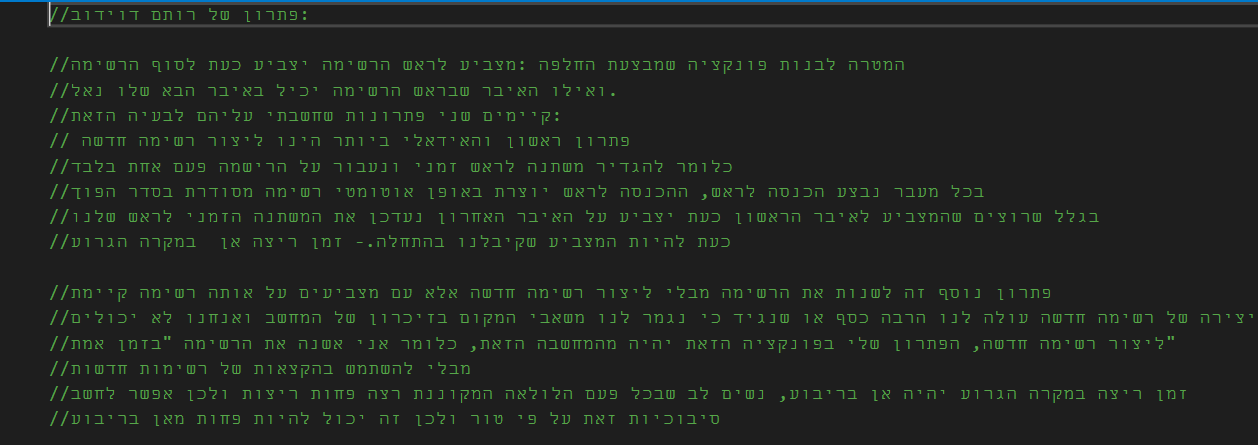 //פתרון של רותם דוידוב:
//המטרה לבנות פונקציה שמבצעת החלפה :מצביע לראש הרשימה יצביע כעת לסוף הרשימה
//ואילו האיבר שבראש הרשימה יכיל באיבר הבא שלו נאל.
//קיימים שני פתרונות שחשבתי עליהם לבעיה הזאת:
// פתרון ראשון והאידאלי ביותר הינו ליצור רשימה חדשה
//כלומר להגדיר משתנה לראש זמני ונעבור על הרישמה פעם אחת בלבד
//בכל מעבר נבצע הכנסה לראש, ההכנסה לראש יוצרת באופן אוטומטי רשימה מסודרת בסדר הפוך
//בגלל שרוצים שהמצביע לאיבר הראשון כעת יצביע על האיבר האחרון נעדכן את המשתנה הזמני לראש שלנו
//כעת להיות המצביע שקיבלנו בהתחלה.- זמן ריצה אן  במקרה הגרוע
//פתרון נוסף זה לשנות את הרשימה מבלי ליצור רשימה חדשה אלא עם מצביעים על אותה רשימה קיימת
//יצירה של רשימה חדשה עולה לנו הרבה כסף או שנגיד כי נגמר לנו משאבי המקום בזיכרון של המחשב ואנחנו לא יכולים
//ליצור רשימה חדשה, הפתרון שלי בפונקציה הזאת יהיה מהמחשבה הזאת, כלומר אני אשנה את הרשימה "בזמן אמת"
//מבלי להשתמש בהקצאות של רשימות חדשות
//זמן ריצה במקרה הגרוע יהיה אן בריבוע, נשים לב שבכל פעם הלולאה המקוננת רצה פחות ריצות ולכן אפשר לחשב
//סיבוכיות זאת על פי טור ולכן זה יכול להיות פחות מאן בריבוע